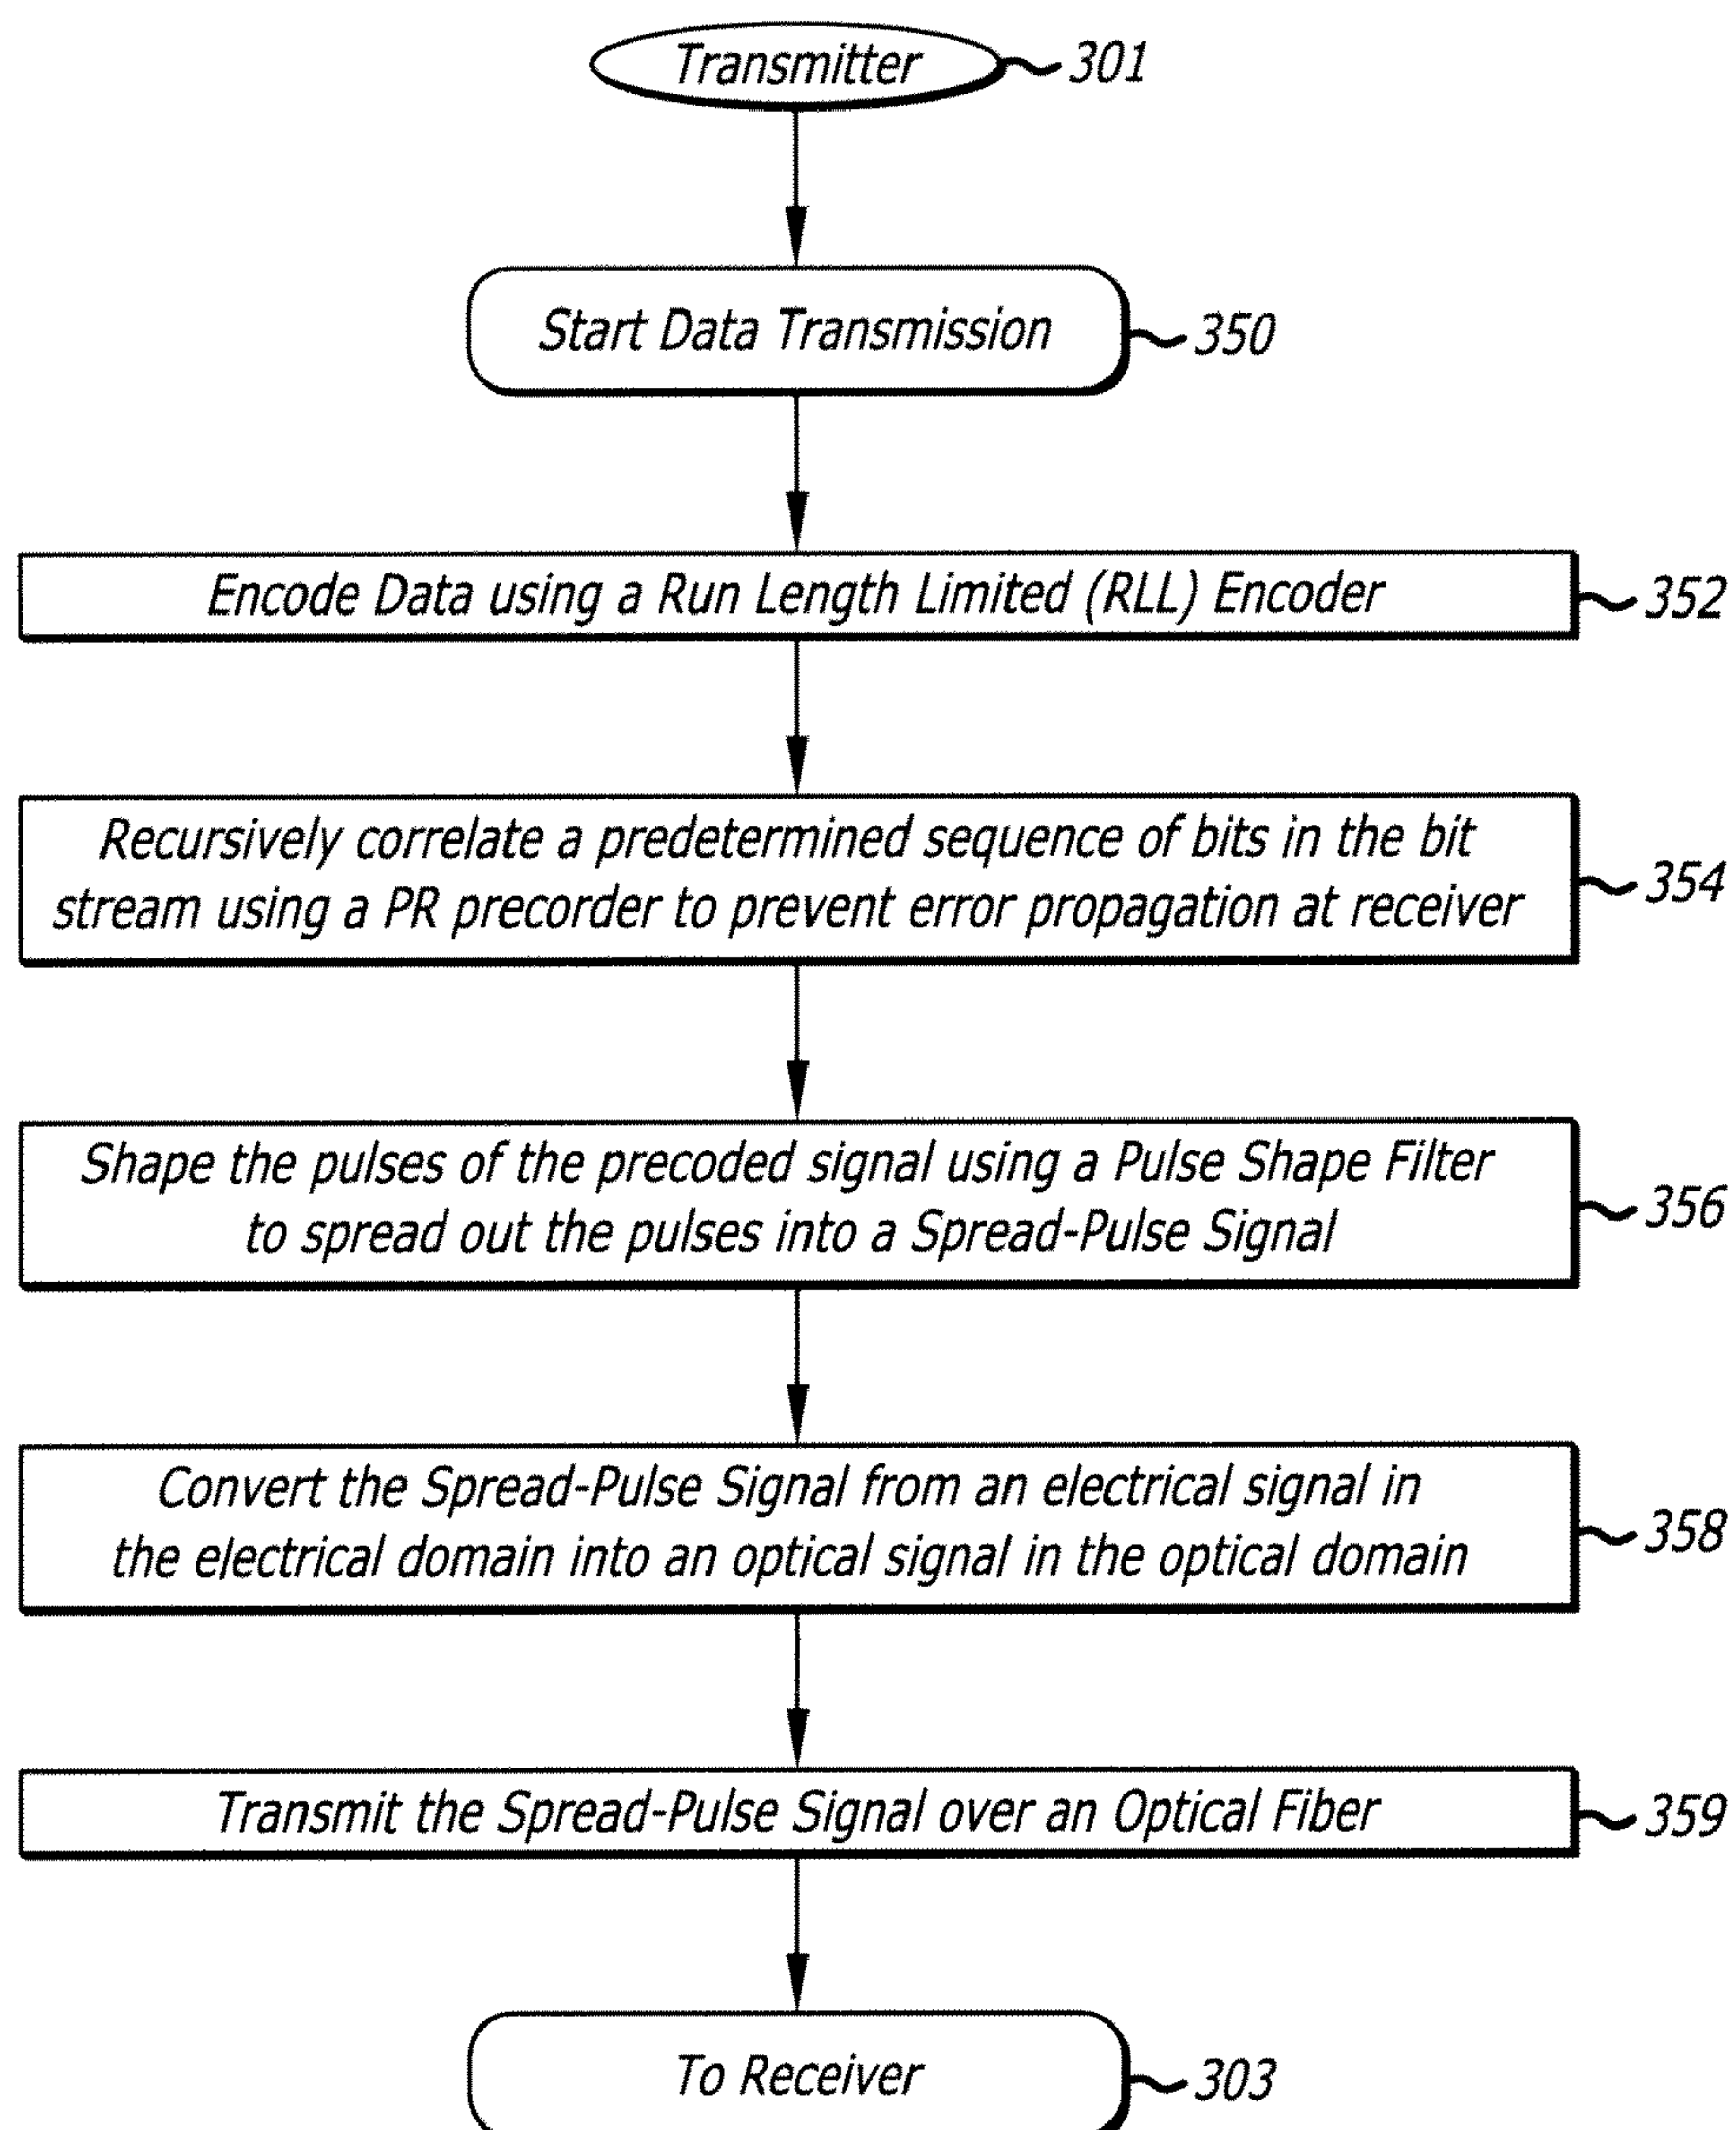 Transmitter 301
Start Data Transmission 350
Encode Data using a Run Length Limited (RLL) Encoder 352
Recursively correlate a predetermined sequence of bits in the bit
stream using a PR precorder to prevent error propagation at receiver 354
Shape the pulses of the precoded signal using a Pulse Shape Filter
to spread out the pulses into a Spread-Pulse Signal 356
Convert the Spread-Pulse Signal from an electrical signal in
the electrical domain into an optical signal in the optical domain 358
Transmit the Spread-Pulse Signal over an Optical Fiber 359
To Receiver 303